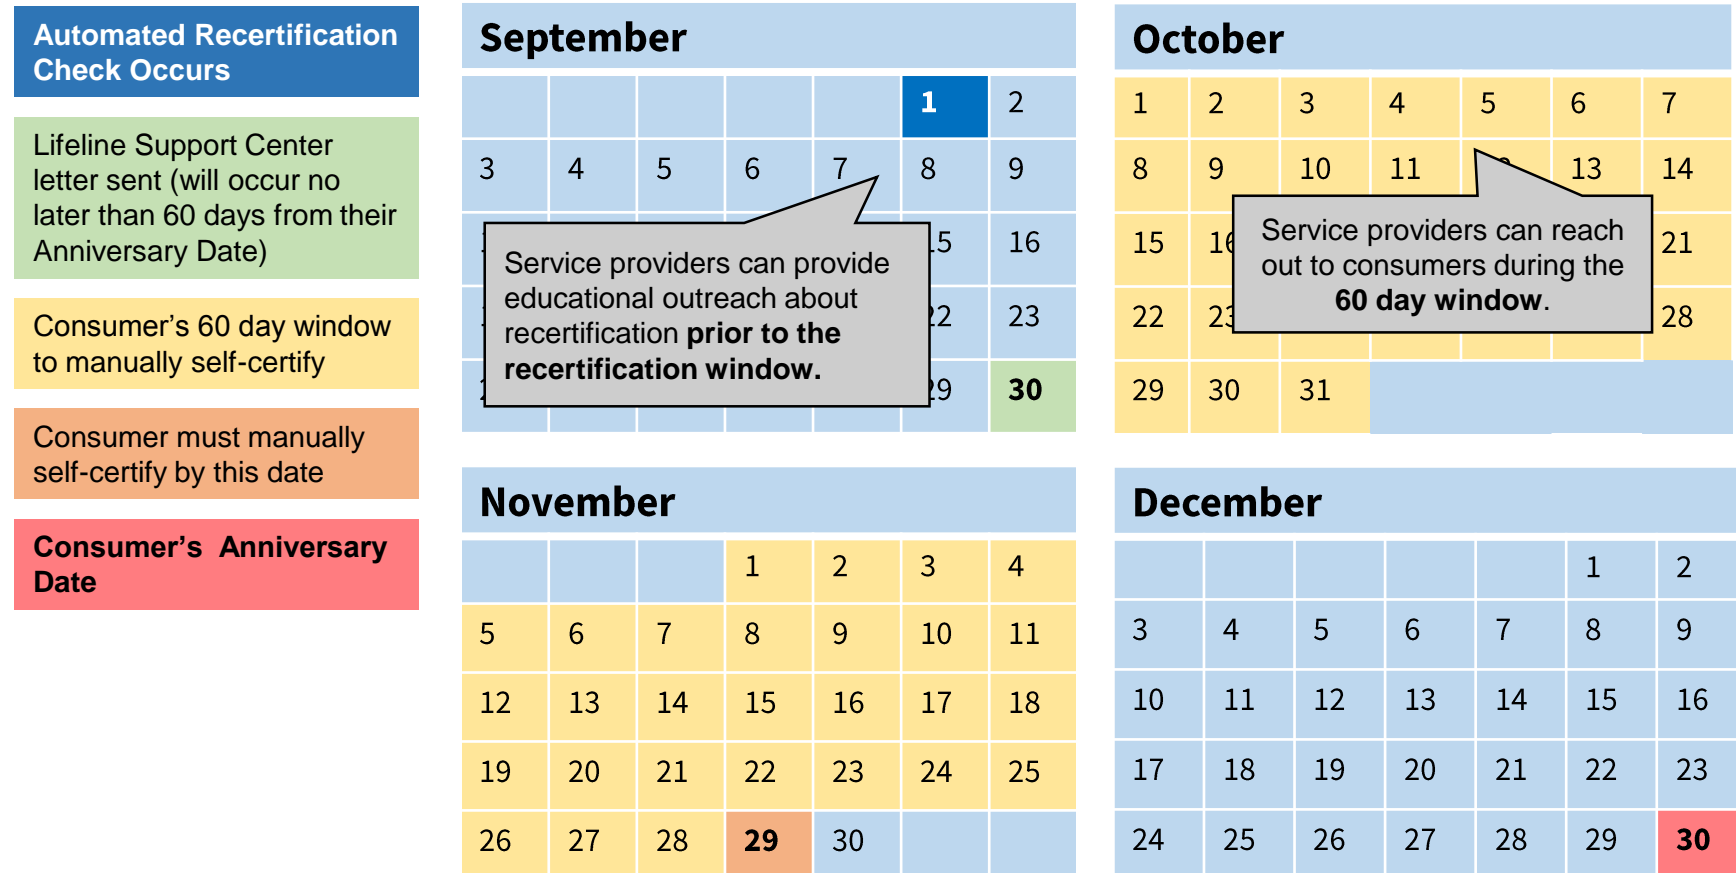 Automated Recertification
Check Occurs
Lifeline Support Center
letter sent (will occur no
later than 60 days from their
Anniversary Date)
Consumer's 60 day window
to manually self-certify
Consumer must manually
self-certify by this date
Consumer's Anniversary
Date
September
1 2
3 4 5 6 7 8 9
15 16
22 23
29 30
Service providers can provide
educational outreach about
recertification prior to the
recertification window.
October
1 2 3 4 5 6 7
8 9 10 11 13 14
15 16 21
22 23 28
29 30 31
Service providers can reach
out to consumers during the
60 day window.
November
1 2 3 4
5 6 7 8 9 10 11
12 13 14 15 16 17 18
19 20 21 22 23 24 25
26 27 28 29 30
December
1 2
3 4 5 6 7 8 9
10 11 12 13 14 15 16
17 18 19 20 21 22 23
24 25 26 27 28 29 30